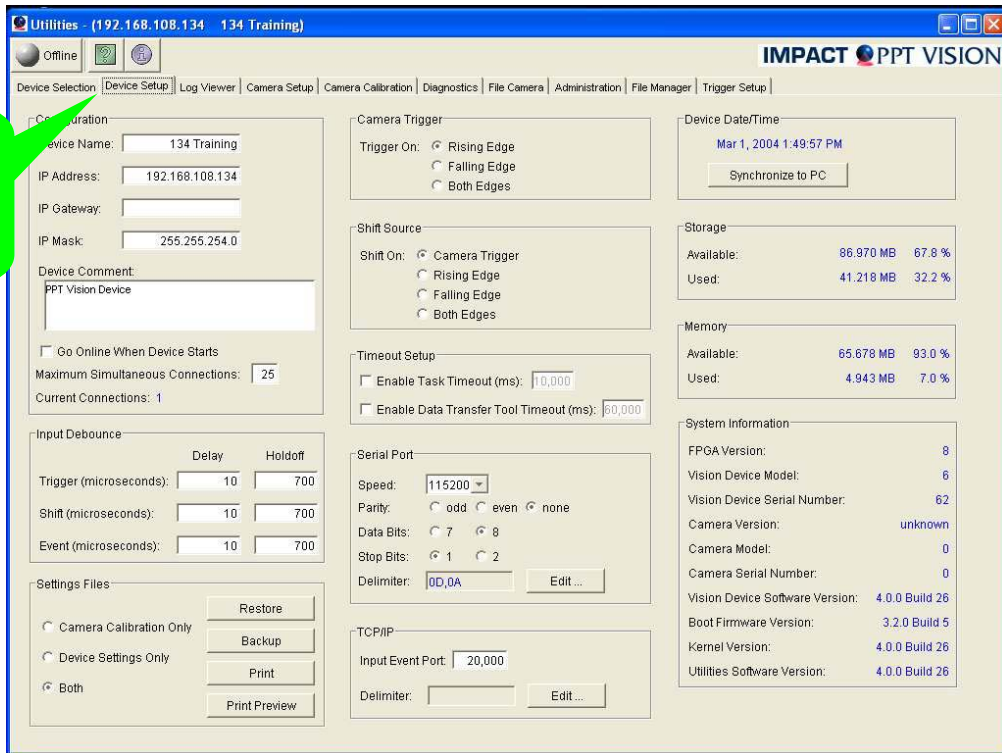 Utilities - (192.168.108.134 134 Training)
Offline
IMPACT PPT VISION
Device Selection Device Setup Log Viewer Camera Setup Camera Calibration Diagnostics File Camera Administration File Manager Trigger Setup
Configuration
Device Name: 134 Training
IP Address: 192.168.108.134
IP Gateway:
IP Mask: 255.255.254.0
Device Comment:
PPT Vision Device
Go Online When Device Starts
Maximum Simultaneous Connections: 25
Current Connections: 1
Input Debounce
Delay Holdoff
Trigger (microseconds): 10 700
Shift (microseconds): 10 700
Event (microseconds): 10 700
Settings Files
Camera Calibration Only
Device Settings Only
Both
Restore
Backup
Print
Print Preview
Camera Trigger
Trigger On: Rising Edge
Falling Edge
Both Edges
Shift Source
Shift On: Camera Trigger
Rising Edge
Falling Edge
Both Edges
Timeout Setup
Enable Task Timeout (ms): 10,000
Enable Data Transfer Tool Timeout (ms): 60,000
Serial Port
Speed: 115200
Parity: odd even none
Data Bits: 7 8
Stop Bits: 1 2
Delimiter: 0D,0A Edit ...
TCP/IP
Input Event Port: 20,000
Delimiter: Edit ...
Device Date/Time
Mar 1, 2004 1:49:57 PM
Synchronize to PC
Storage
Available: 86.970 MB 67.8 %
Used: 41.218 MB 32.2 %
Memory
Available: 65.678 MB 93.0 %
Used: 4.943 MB 7.0 %
System Information
FPGA Version: 8
Vision Device Model: 6
Vision Device Serial Number: 62
Camera Version: unknown
Camera Model: 0
Camera Serial Number: 0
Vision Device Software Version: 4.0.0 Build 26
Boot Firmware Version: 3.2.0 Build 5
Kernel Version: 4.0.0 Build 26
Utilities Software Version: 4.0.0 Build 26